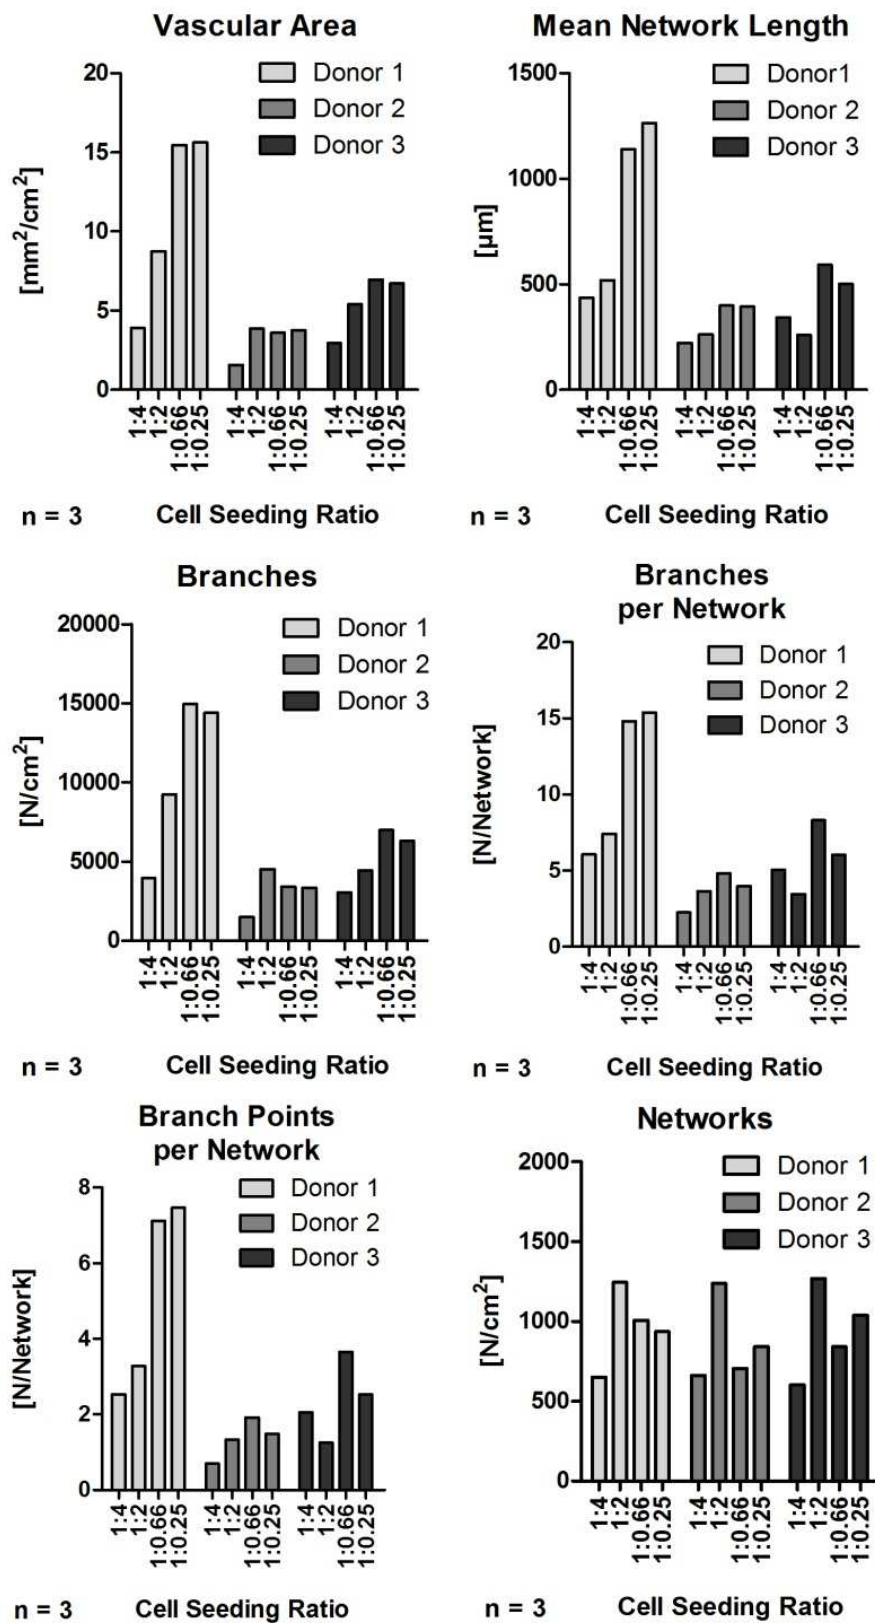 Vascular Area
20
15
10
5
0
[mm²/cm²]
Donor 1
Donor 2
Donor 3
1:4
1:2
1:0.66
1:0.25
1:4
1:2
1:0.66
1:0.25
1:4
1:2
1:0.66
1:0.25
n = 3
Cell Seeding Ratio
Mean Network Length
1500
1000
500
0
[µm]
Donor1
Donor 2
Donor 3
1:4
1:2
1:0.66
1:0.25
1:4
1:2
1:0.66
1:0.25
1:4
1:2
1:0.66
1:0.25
n = 3
Cell Seeding Ratio
Branches
20000
15000
10000
5000
0
[N/cm²]
Donor 1
Donor 2
Donor 3
1:4
1:2
1:0.66
1:0.25
1:4
1:2
1:0.66
1:0.25
1:4
1:2
1:0.66
1:0.25
n = 3
Cell Seeding Ratio
Branches
per Network
20
15
10
5
0
[N/Network]
Donor 1
Donor 2
Donor 3
1:4
1:2
1:0.66
1:0.25
1:4
1:2
1:0.66
1:0.25
1:4
1:2
1:0.66
1:0.25
n = 3
Cell Seeding Ratio
Branch Points
per Network
8
6
4
2
0
[N/Network]
Donor 1
Donor 2
Donor 3
1:4
1:2
1:0.66
1:0.25
1:4
1:2
1:0.66
1:0.25
1:4
1:2
1:0.66
1:0.25
n = 3
Cell Seeding Ratio
Networks
2000
1500
1000
500
0
[N/cm²]
Donor 1
Donor 2
Donor 3
1:4
1:2
1:0.66
1:0.25
1:4
1:2
1:0.66
1:0.25
1:4
1:2
1:0.66
1:0.25
n = 3
Cell Seeding Ratio